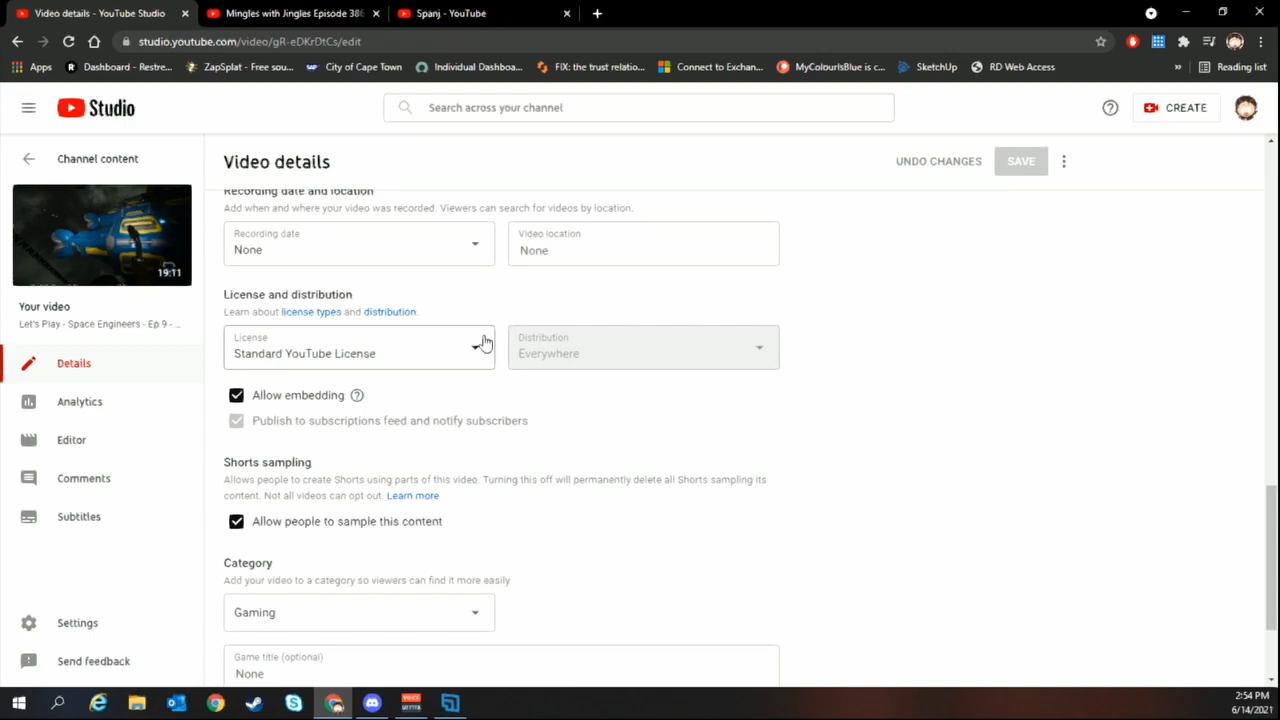 Video details - YouTube Studio
Mingles with Jingles Episode 386
Spanj - YouTube
studio.youtube.com/video/gR-eDKrDtCs/edit
Apps
Dashboard - Restre...
ZapSplat - Free sou...
City of Cape Town
Individual Dashboa...
FIX: the trust relatio...
Connect to Exchan...
MyColourIsBlue is c...
SketchUp
RD Web Access
»
Reading list
Studio
Search across your channel
CREATE
Channel content
19:11
Your video
Let's Play - Space Engineers - Ep 9 - ...
Details
Analytics
Editor
Comments
Subtitles
Settings
Send feedback
Video details
UNDO CHANGES
SAVE
Recording date and location
Add when and where your video was recorded. Viewers can search for videos by location.
Recording date
None
Video location
None
License and distribution
Learn about license types and distribution.
License
Standard YouTube License
Distribution
Everywhere
Allow embedding
Publish to subscriptions feed and notify subscribers
Shorts sampling
Allows people to create Shorts using parts of this video. Turning this off will permanently delete all Shorts sampling its
content. Not all videos can opt out. Learn more
Allow people to sample this content
Category
Add your video to a category so viewers can find it more easily
Gaming
Game title (optional)
None
2:54 PM
6/14/2021